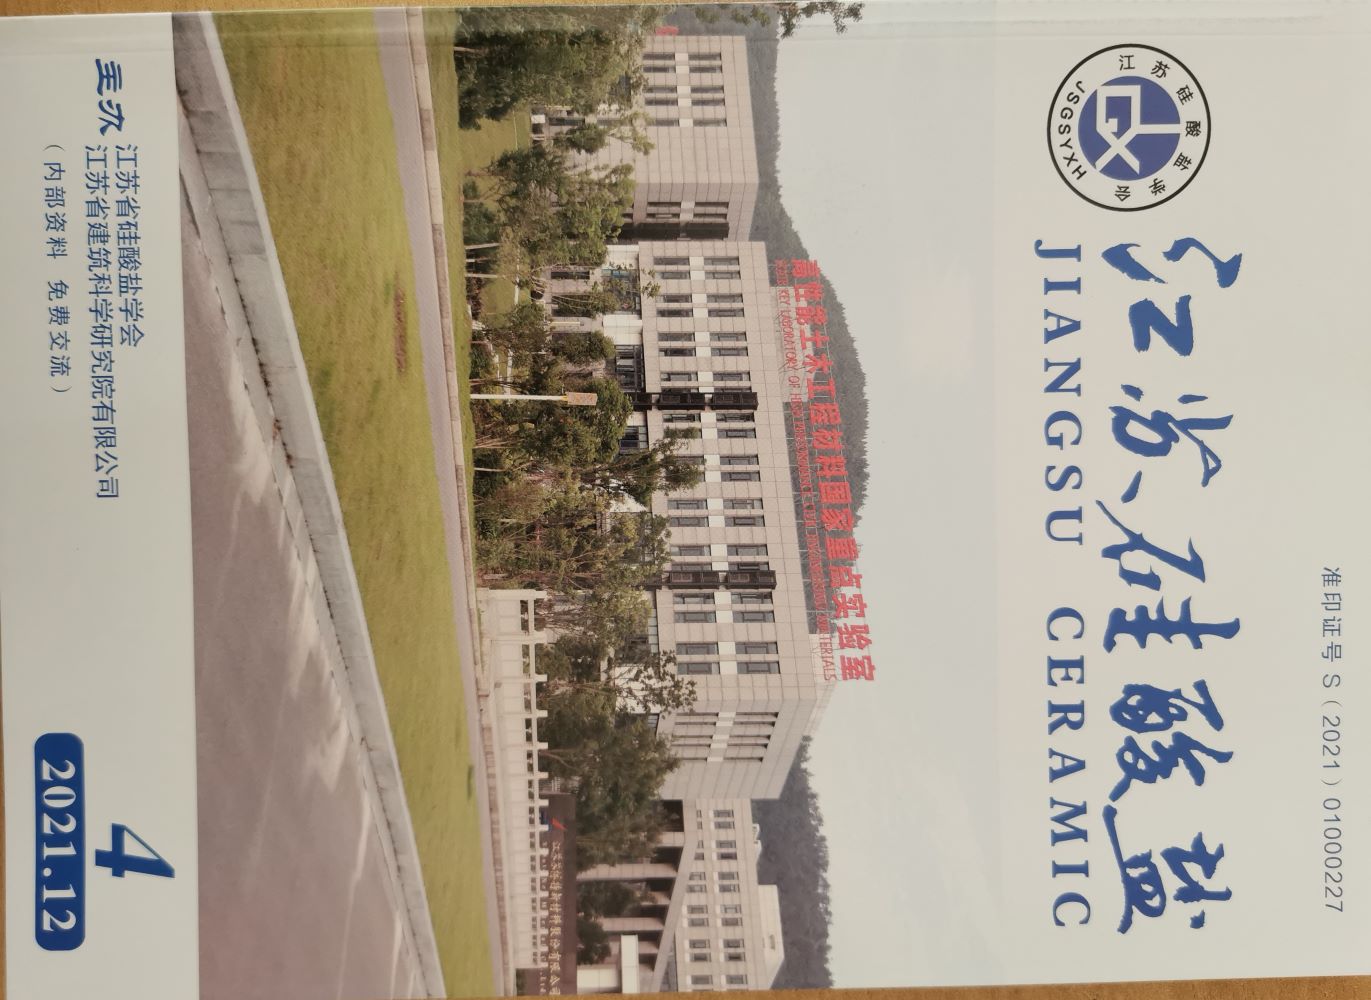 准印证号 S（2021）01000227
江苏硅酸盐学会
JSGSYXH
江苏硅酸盐
JIANGSU CERAMIC
高性能土木工程材料国家重点实验室
主办
江苏省硅酸盐学会
江苏省建筑科学研究院有限公司
（内部资料 免费交流）
4
2021.12